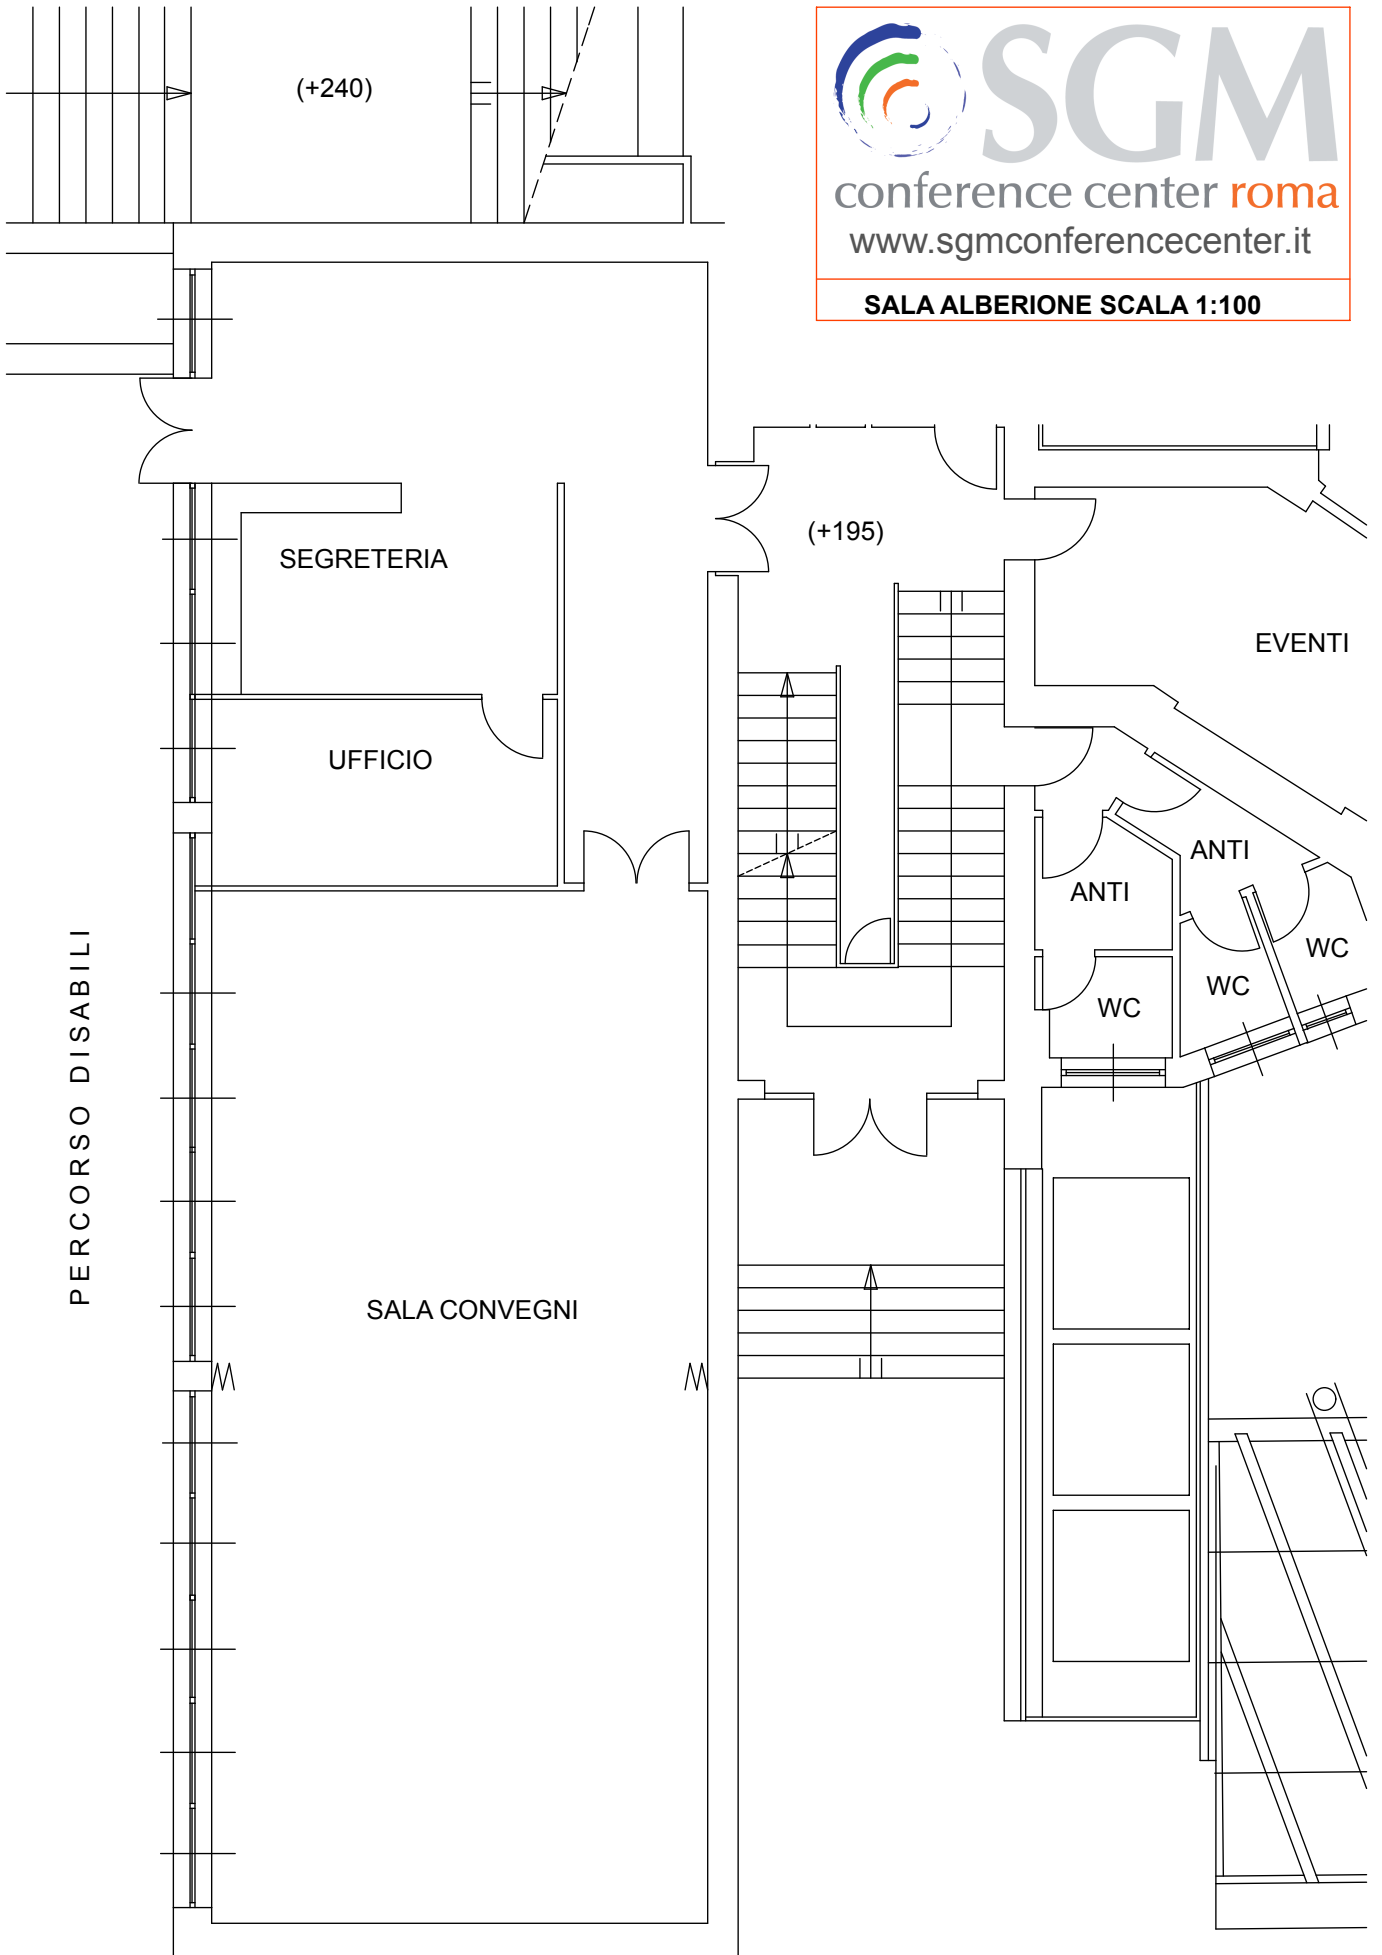 (+240)
SGM
conference center roma
www.sgmconferencecenter.it
SALA ALBERIONE SCALA 1:100
(+195)
SEGRETERIA
EVENTI
UFFICIO
ANTI
ANTI
WC
WC
WC
PERCORSO DISABILI
SALA CONVEGNI